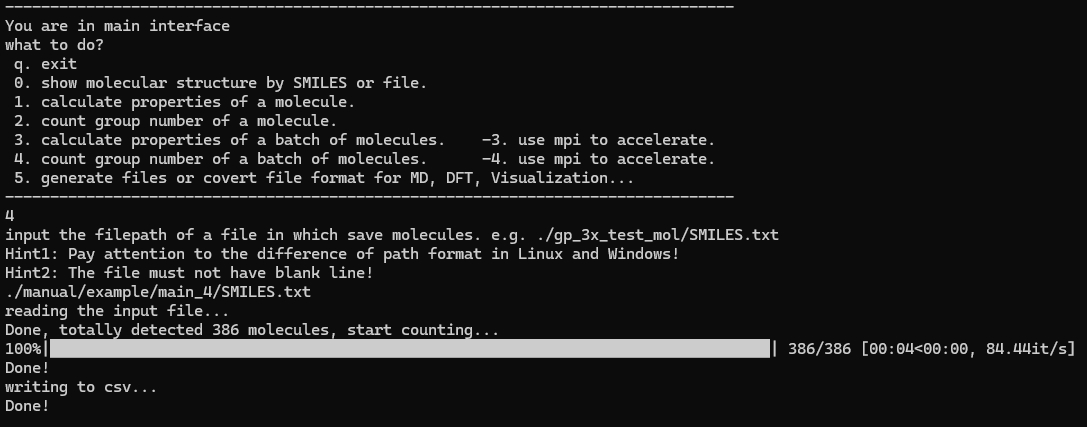 ---------------------------------------------------------------------------------
You are in main interface
what to do?
 q. exit
 0. show molecular structure by SMILES or file.
 1. calculate properties of a molecule.
 2. count group number of a molecule.
 3. calculate properties of a batch of molecules.    -3. use mpi to accelerate.
 4. count group number of a batch of molecules.      -4. use mpi to accelerate.
 5. generate files or covert file format for MD, DFT, Visualization...
---------------------------------------------------------------------------------
4
input the filepath of a file in which save molecules. e.g. ./gp_3x_test_mol/SMILES.txt
Hint1: Pay attention to the difference of path format in Linux and Windows!
Hint2: The file must not have blank line!
./manual/example/main_4/SMILES.txt
reading the input file...
Done, totally detected 386 molecules, start counting...
100%|| 386/386 [00:04<00:00, 84.44it/s]
Done!
writing to csv...
Done!